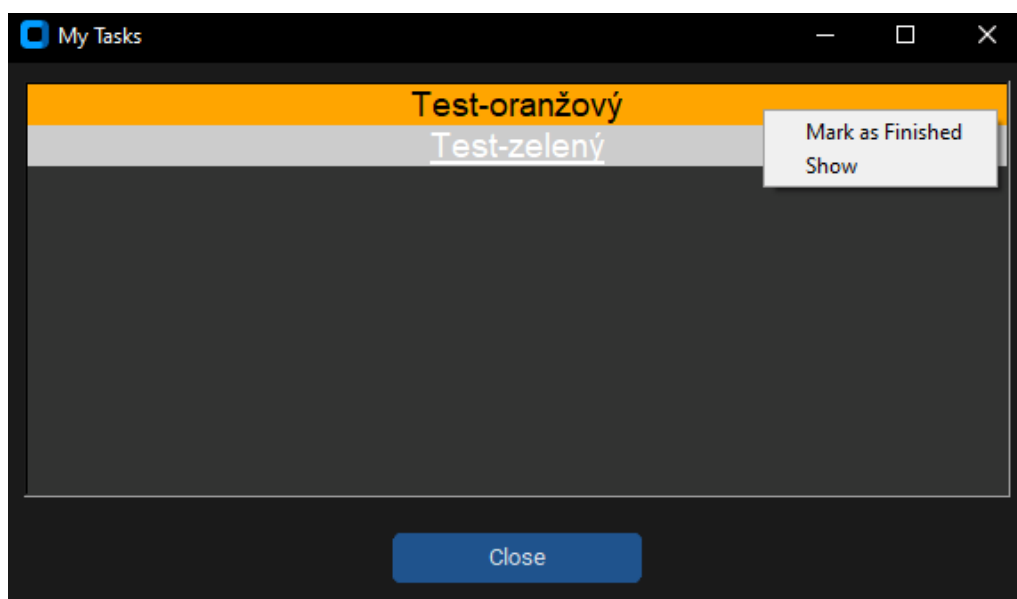 My Tasks
Test-oranžový
Test-zelený
Mark as Finished
Show
Close